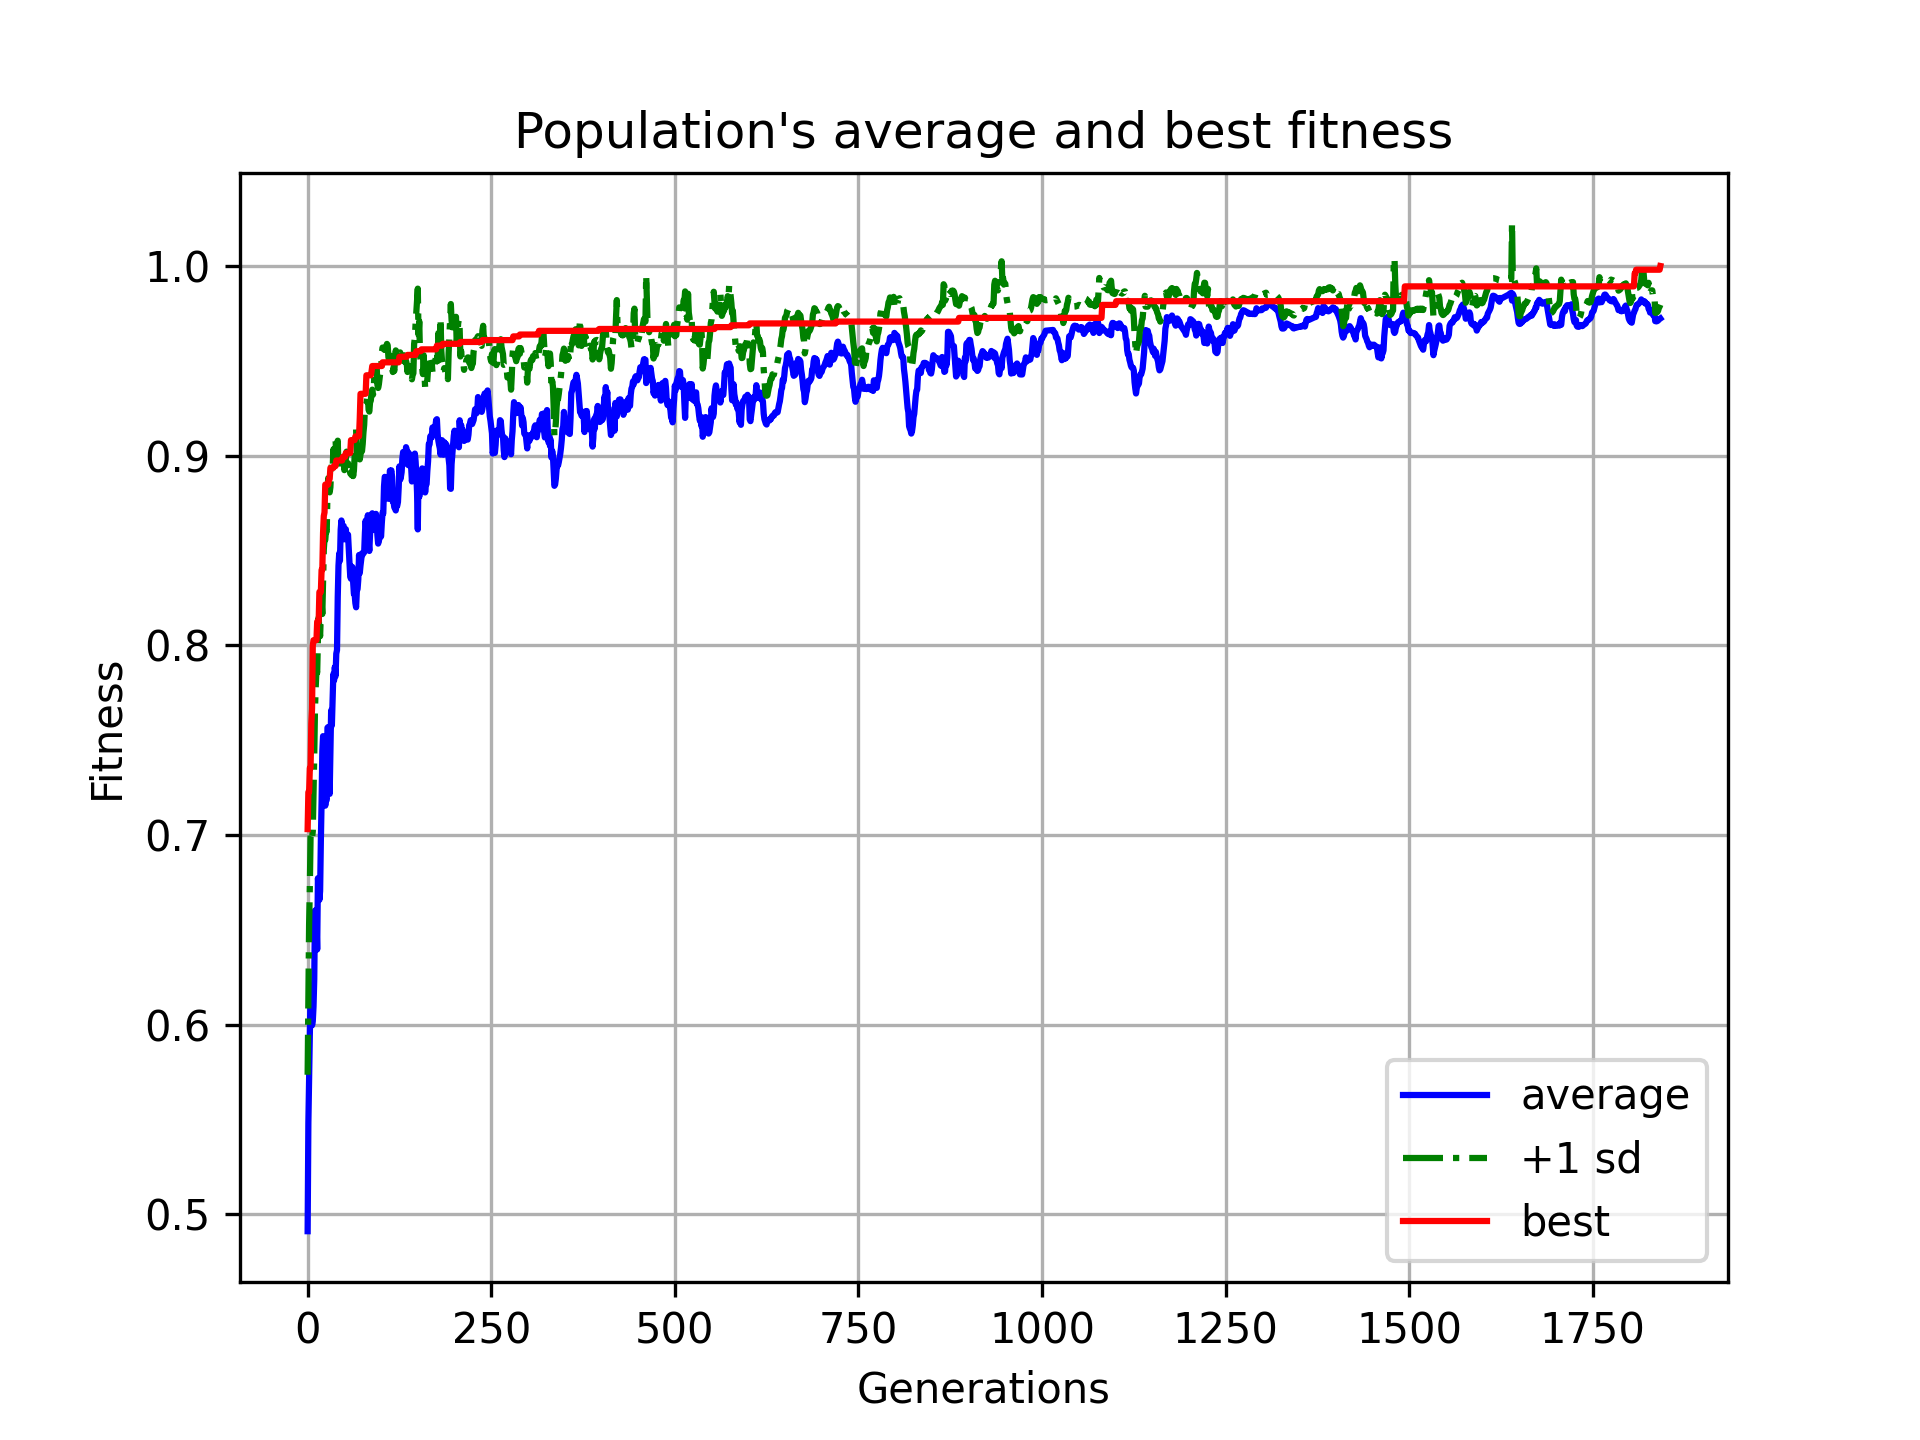 Population's average and best fitness
Fitness
1.0
0.9
0.8
0.7
0.6
0.5
0 250 500 750 1000 1250 1500 1750
Generations
average
+1 sd
best